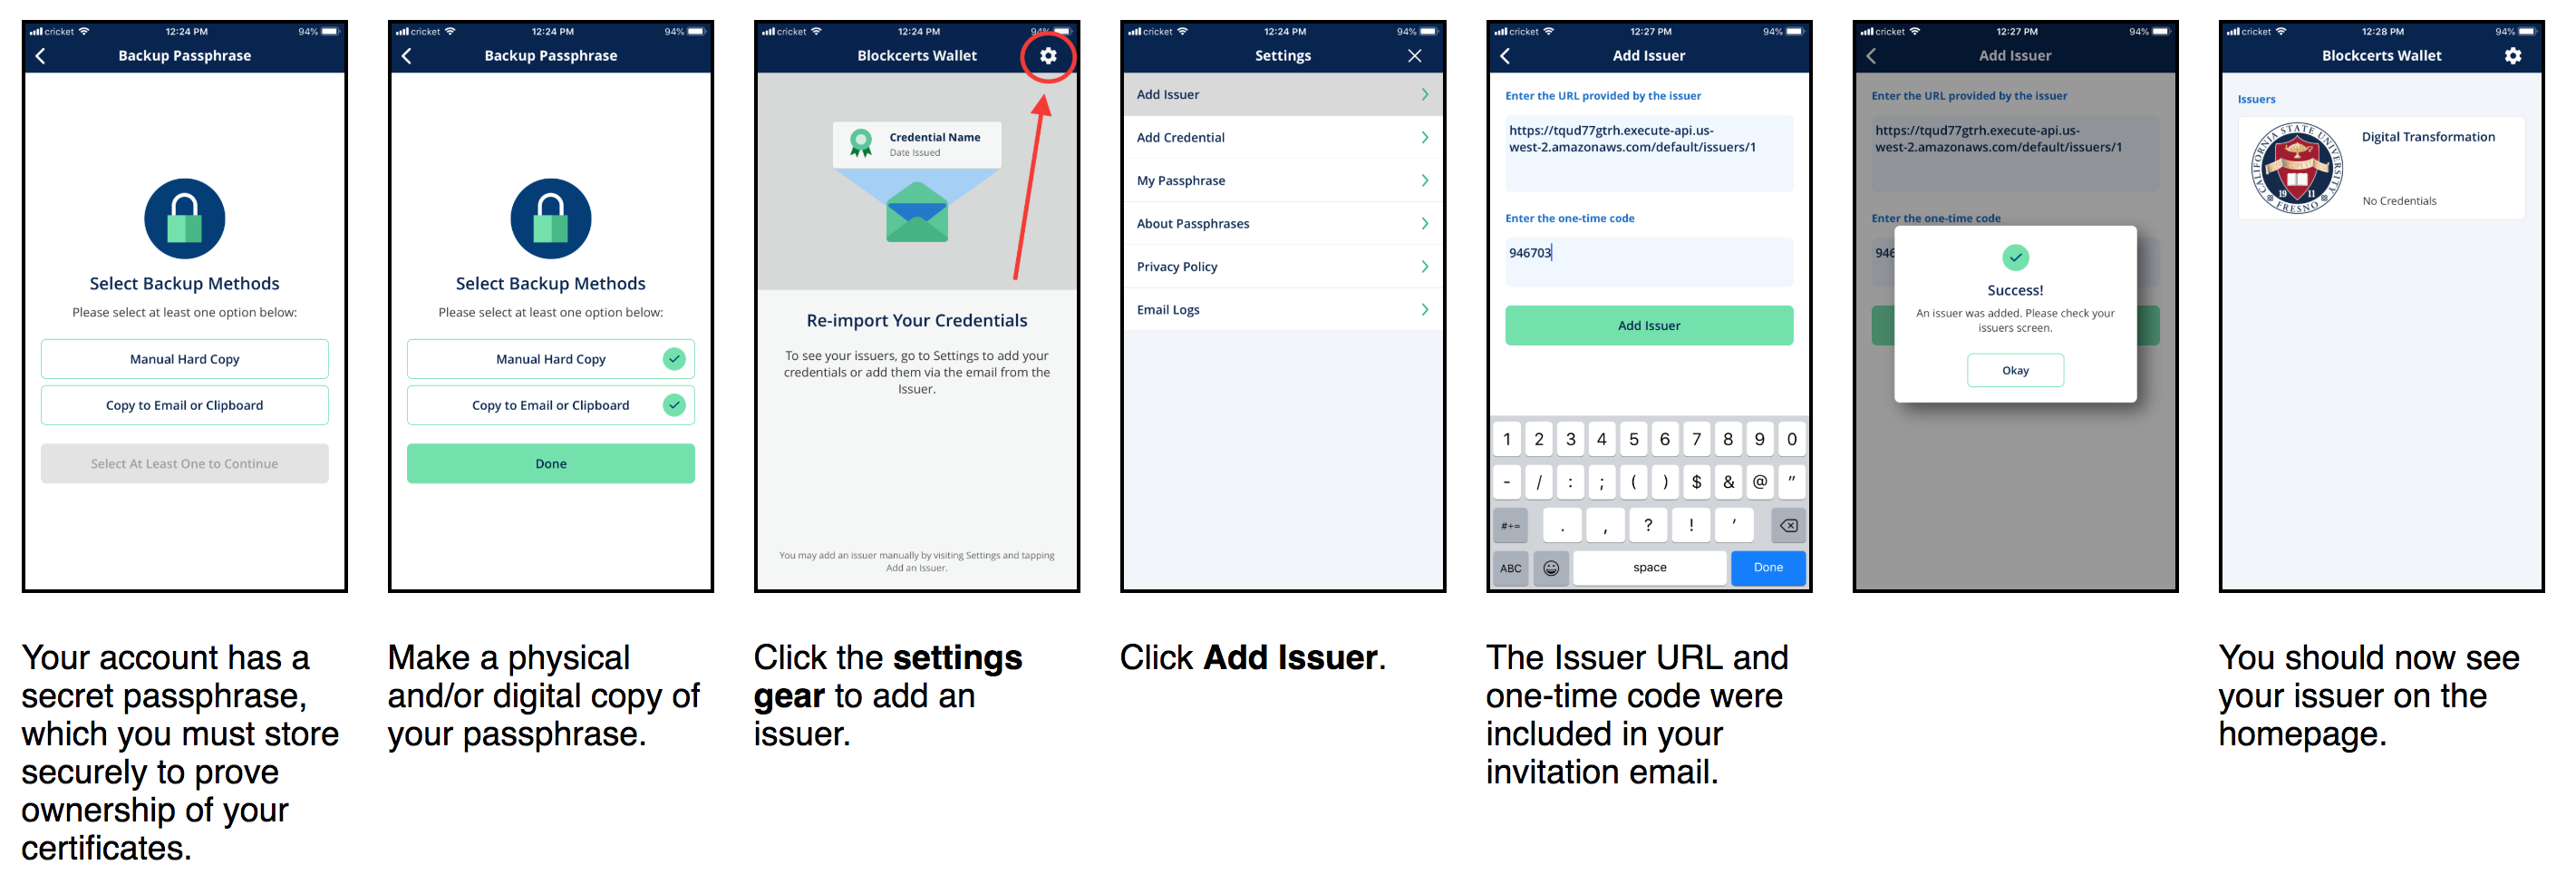 cricket 12:24 PM 94%
Backup Passphrase
Select Backup Methods
Please select at least one option below:
Manual Hard Copy
Copy to Email or Clipboard
Select At Least One to Continue
Your account has a
secret passphrase,
which you must store
securely to prove
ownership of your
certificates.
cricket 12:24 PM 94%
Backup Passphrase
Select Backup Methods
Please select at least one option below:
Manual Hard Copy
Copy to Email or Clipboard
Done
Make a physical
and/or digital copy of
your passphrase.
cricket 12:24 PM 94%
Blockcerts Wallet
Credential Name
Date Issued
Re-import Your Credentials
To see your issuers, go to Settings to add your
credentials or add them via the email from the
Issuer.
You may add an issuer manually by visiting Settings and tapping
Add an Issuer.
Click the settings
gear to add an
issuer.
cricket 12:24 PM 94%
Settings
Add Issuer
Add Credential
My Passphrase
About Passphrases
Privacy Policy
Email Logs
Click Add Issuer.
cricket 12:27 PM 94%
Add Issuer
Enter the URL provided by the issuer
https://tqud77gtrh.execute-api.us-
west-2.amazonaws.com/default/issuers/1
Enter the one-time code
946703
Add Issuer
1 2 3 4 5 6 7 8 9 0
- / : ; ( ) $ & @ "
#+= . , ? ! '
ABC space Done
The Issuer URL and
one-time code were
included in your
invitation email.
cricket 12:27 PM 94%
Add Issuer
Enter the URL provided by the issuer
https://tqud77gtrh.execute-api.us-
west-2.amazonaws.com/default/issuers/1
Enter the one-time code
946
Success!
An issuer was added. Please check your
issuers screen.
Okay
cricket 12:28 PM 94%
Blockcerts Wallet
Issuers
CALIFORNIA STATE UNIVERSITY
19 11
FRESNO
Digital Transformation
No Credentials
You should now see
your issuer on the
homepage.